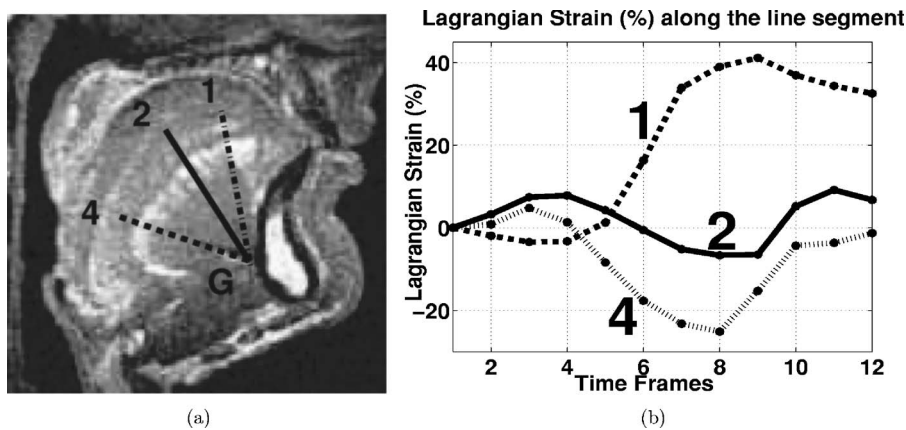 Lagrangian Strain (%) along the line segment
1
2
4
G
(a)
Lagrangian Strain (%)
40
20
0
−20
1
2
4
2 4 6 8 10 12
Time Frames
(b)